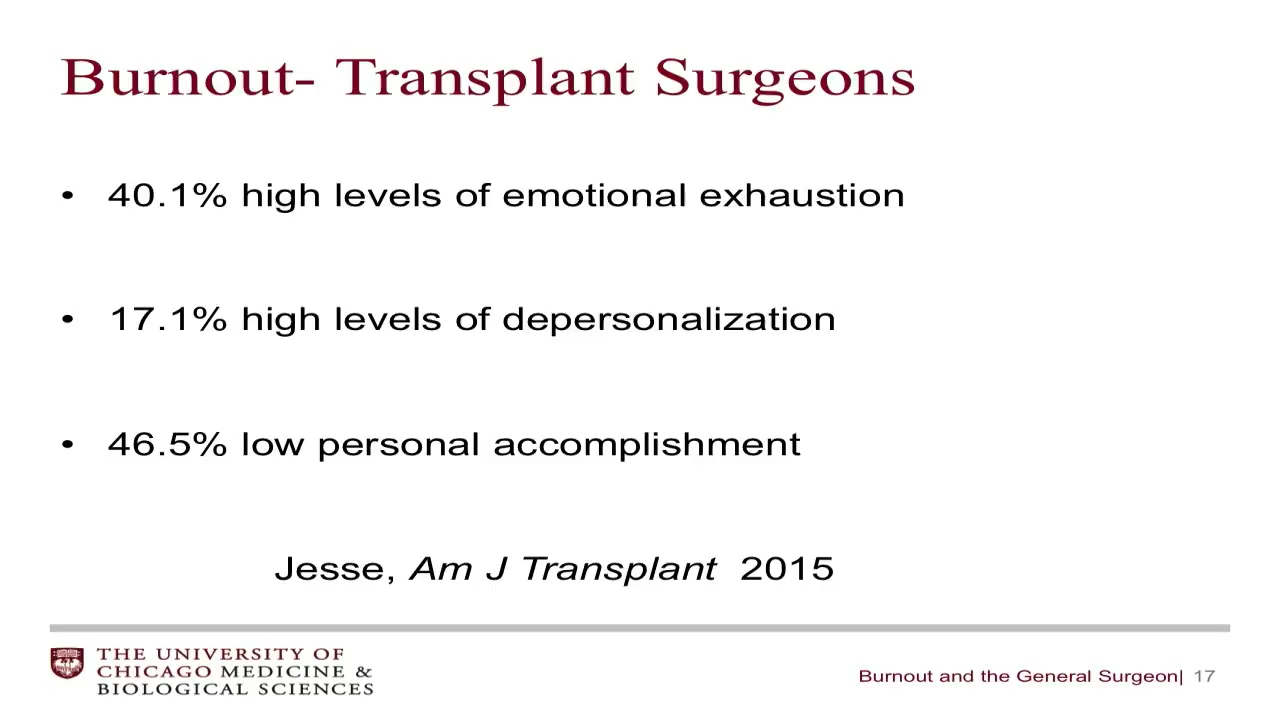 Burnout- Transplant Surgeons
• 40.1% high levels of emotional exhaustion
• 17.1% high levels of depersonalization
• 46.5% low personal accomplishment
Jesse, Am J Transplant 2015
THE UNIVERSITY OF
CHICAGO MEDICINE &
BIOLOGICAL SCIENCES
Burnout and the General Surgeon| 17